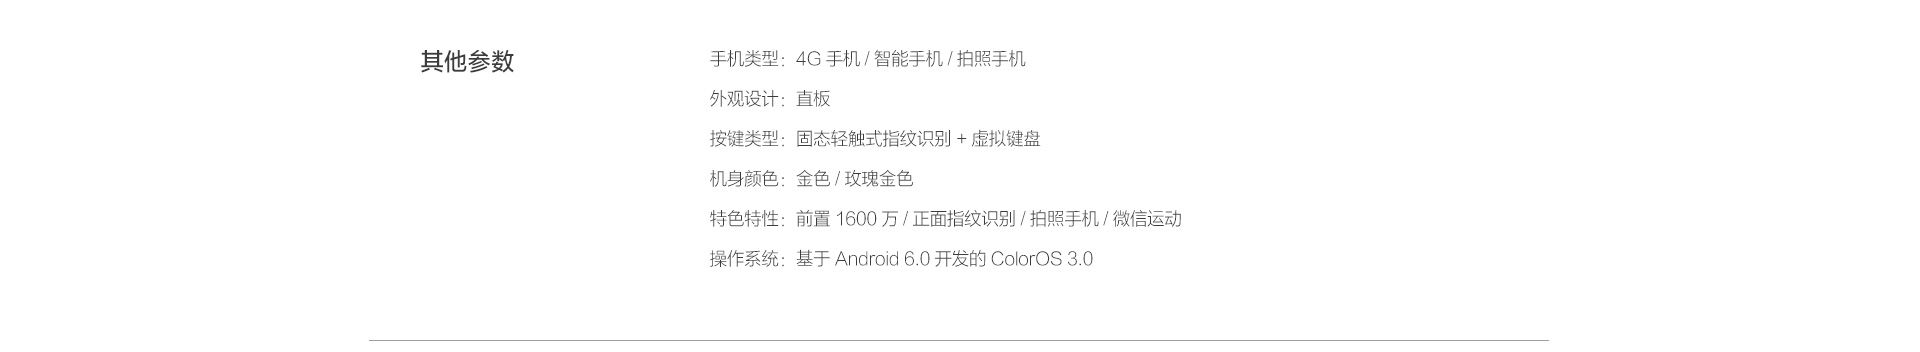 其他参数
手机类型：4G 手机 / 智能手机 / 拍照手机
外观设计：直板
按键类型：固态轻触式指纹识别 + 虚拟键盘
机身颜色：金色 / 玫瑰金色
特色特性：前置 1600 万 / 正面指纹识别 / 拍照手机 / 微信运动
操作系统：基于 Android 6.0 开发的 ColorOS 3.0